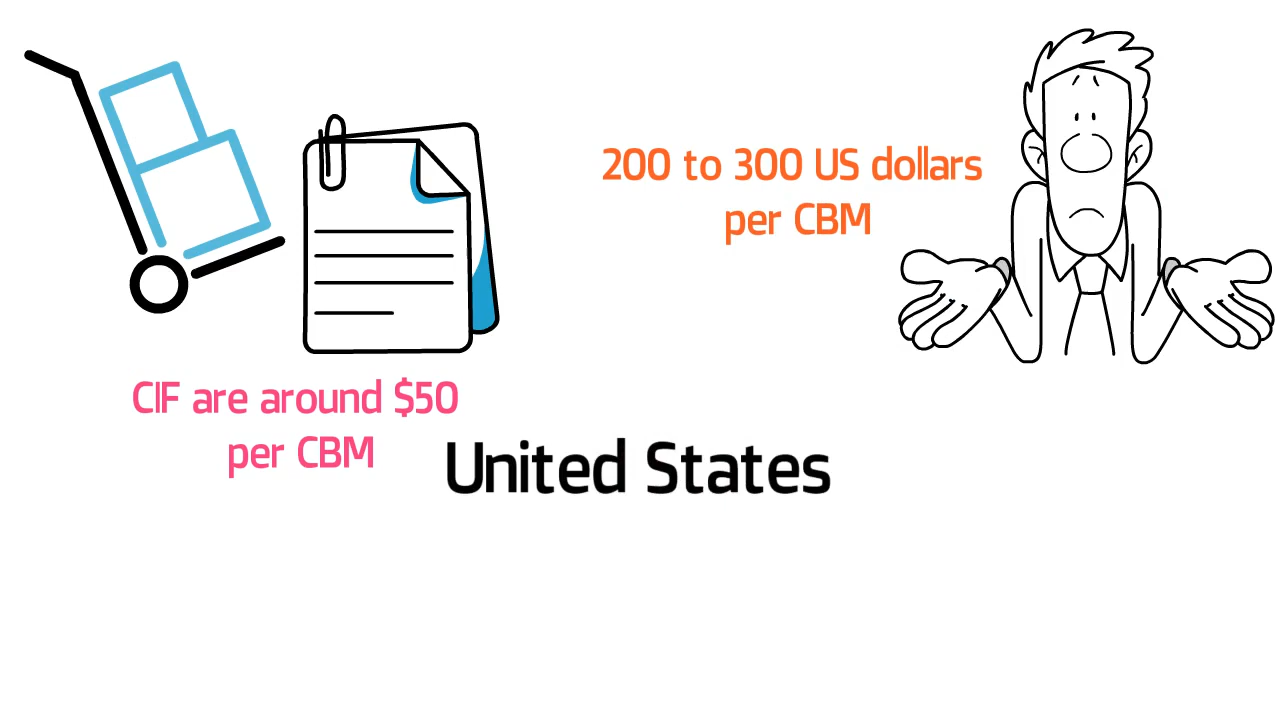 200 to 300 US dollars
per CBM
CIF are around $50
per CBM
United States